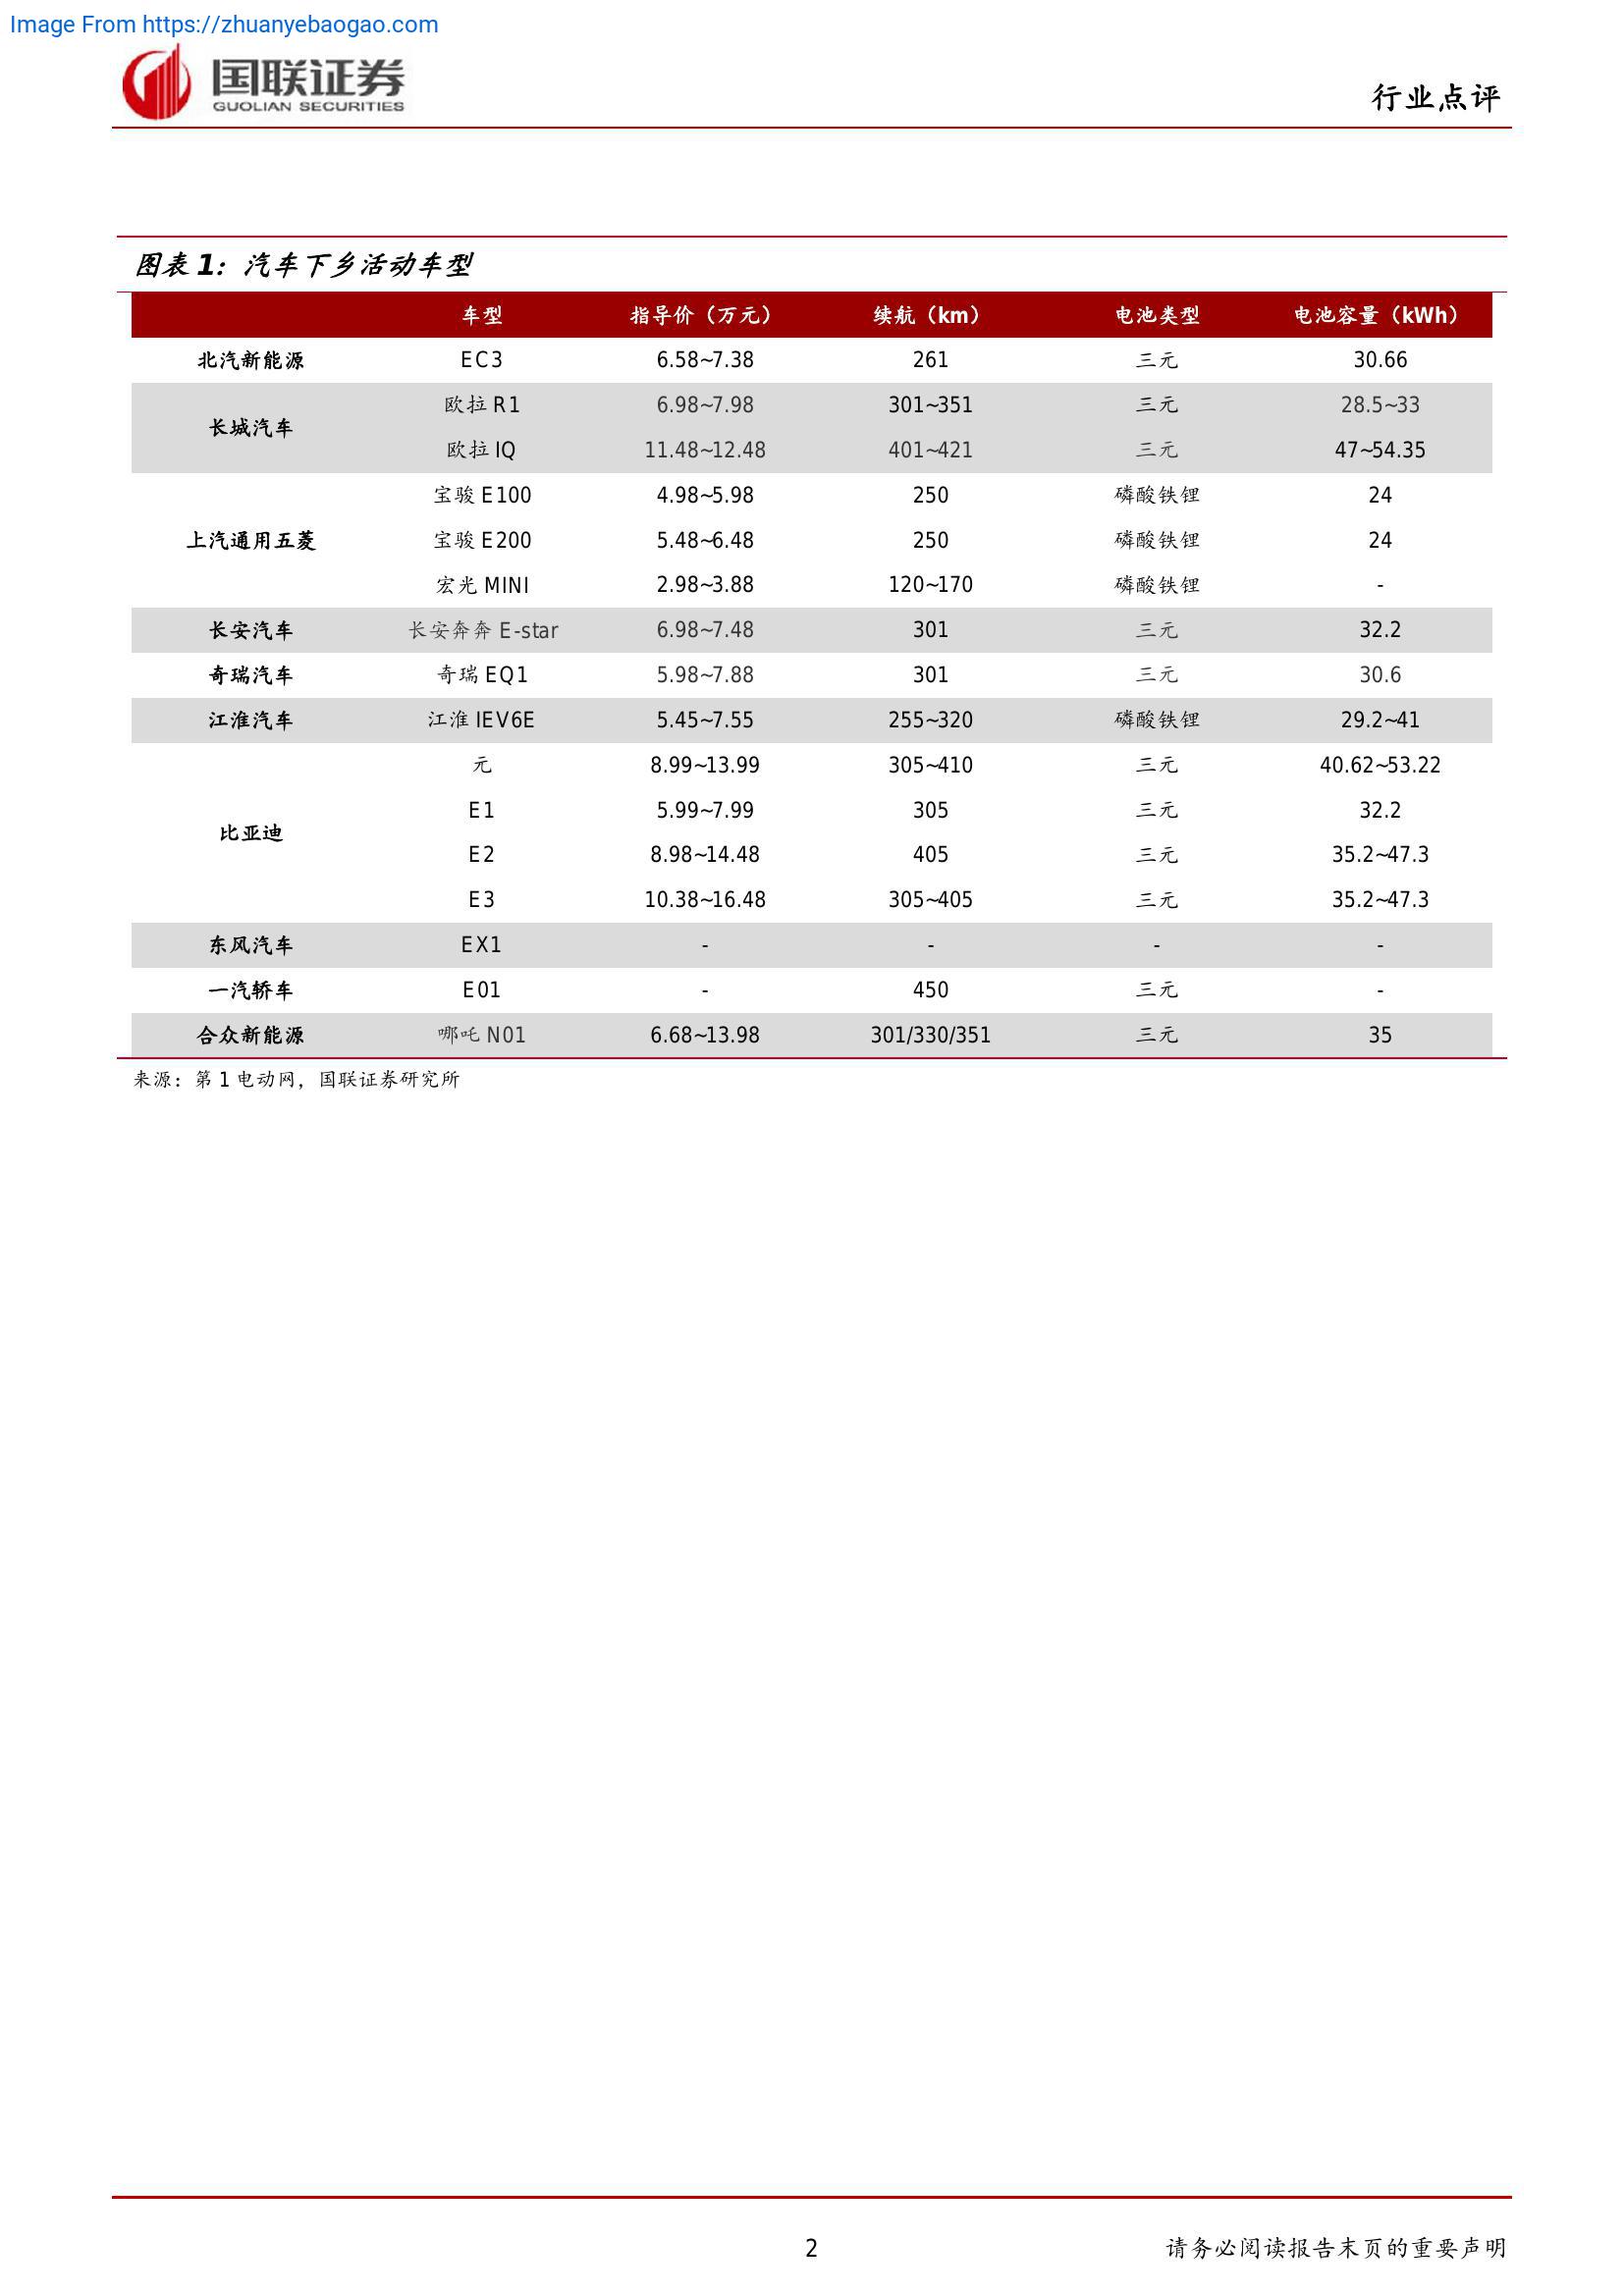 Image From https://zhuanyebaogao.com
国联证券
GUOLIAN SECURITIES
行业点评
图表 1：汽车下乡活动车型
车型 指导价（万元） 续航（km） 电池类型 电池容量（kWh）
北汽新能源 EC3 6.58~7.38 261 三元 30.66
长城汽车 欧拉 R1 6.98~7.98 301~351 三元 28.5~33
欧拉 IQ 11.48~12.48 401~421 三元 47~54.35
上汽通用五菱 宝骏 E100 4.98~5.98 250 磷酸铁锂 24
宝骏 E200 5.48~6.48 250 磷酸铁锂 24
宏光 MINI 2.98~3.88 120~170 磷酸铁锂 -
长安汽车 长安奔奔 E-star 6.98~7.48 301 三元 32.2
奇瑞汽车 奇瑞 EQ1 5.98~7.88 301 三元 30.6
江淮汽车 江淮 IEV6E 5.45~7.55 255~320 磷酸铁锂 29.2~41
比亚迪 元 8.99~13.99 305~410 三元 40.62~53.22
E1 5.99~7.99 305 三元 32.2
E2 8.98~14.48 405 三元 35.2~47.3
E3 10.38~16.48 305~405 三元 35.2~47.3
东风汽车 EX1 - - - -
一汽轿车 E01 - 450 三元 -
合众新能源 哪吒 N01 6.68~13.98 301/330/351 三元 35
来源：第 1 电动网，国联证券研究所
2 请务必阅读报告末页的重要声明